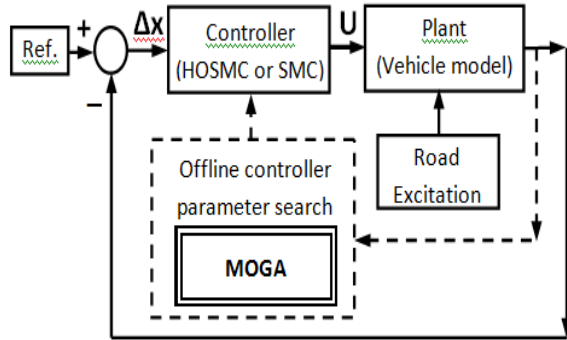 Ref.
+
−
Δx
Controller
(HOSMC or SMC)
U
Plant
(Vehicle model)
Road
Excitation
Offline controller
parameter search
MOGA